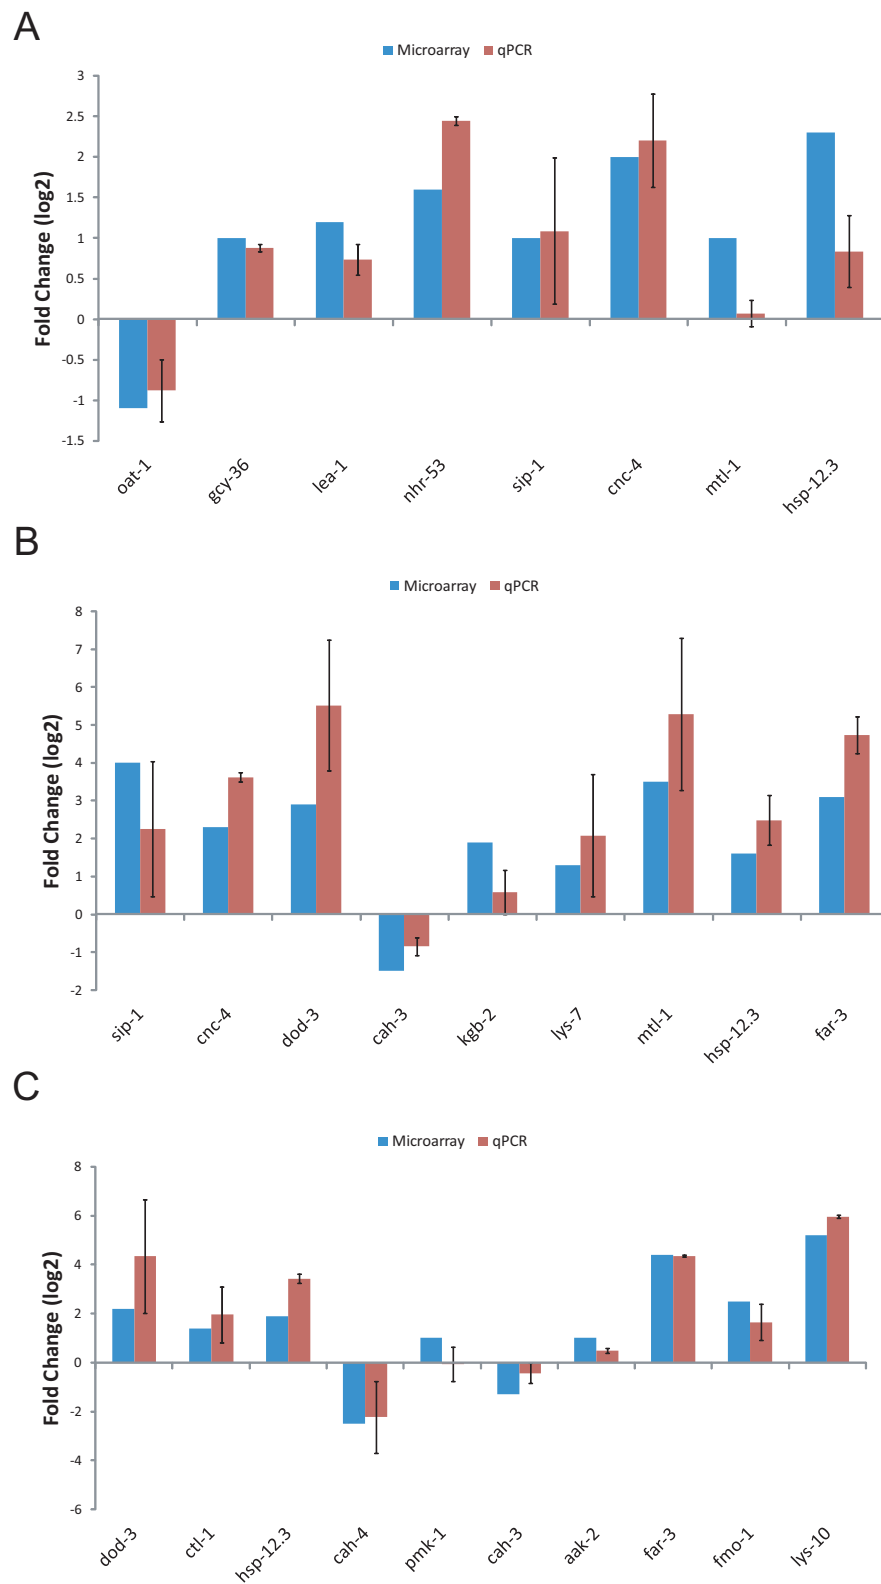 A
Microarray qPCR
Fold Change (log2)
3
2.5
2
1.5
1
0.5
0
-0.5
-1
-1.5
oat-1 gcy-36 lea-1 nhr-53 sip-1 cnc-4 mtl-1 hsp-12.3
B
Microarray qPCR
Fold Change (log2)
8
7
6
5
4
3
2
1
0
-1
-2
sip-1 cnc-4 dod-3 cah-3 kgb-2 lys-7 mtl-1 hsp-12.3 far-3
C
Microarray qPCR
Fold Change (log2)
8
6
4
2
0
-2
-4
-6
dod-3 ctl-1 hsp-12.3 cah-4 pmk-1 cah-3 aak-2 far-3 fmo-1 lys-10